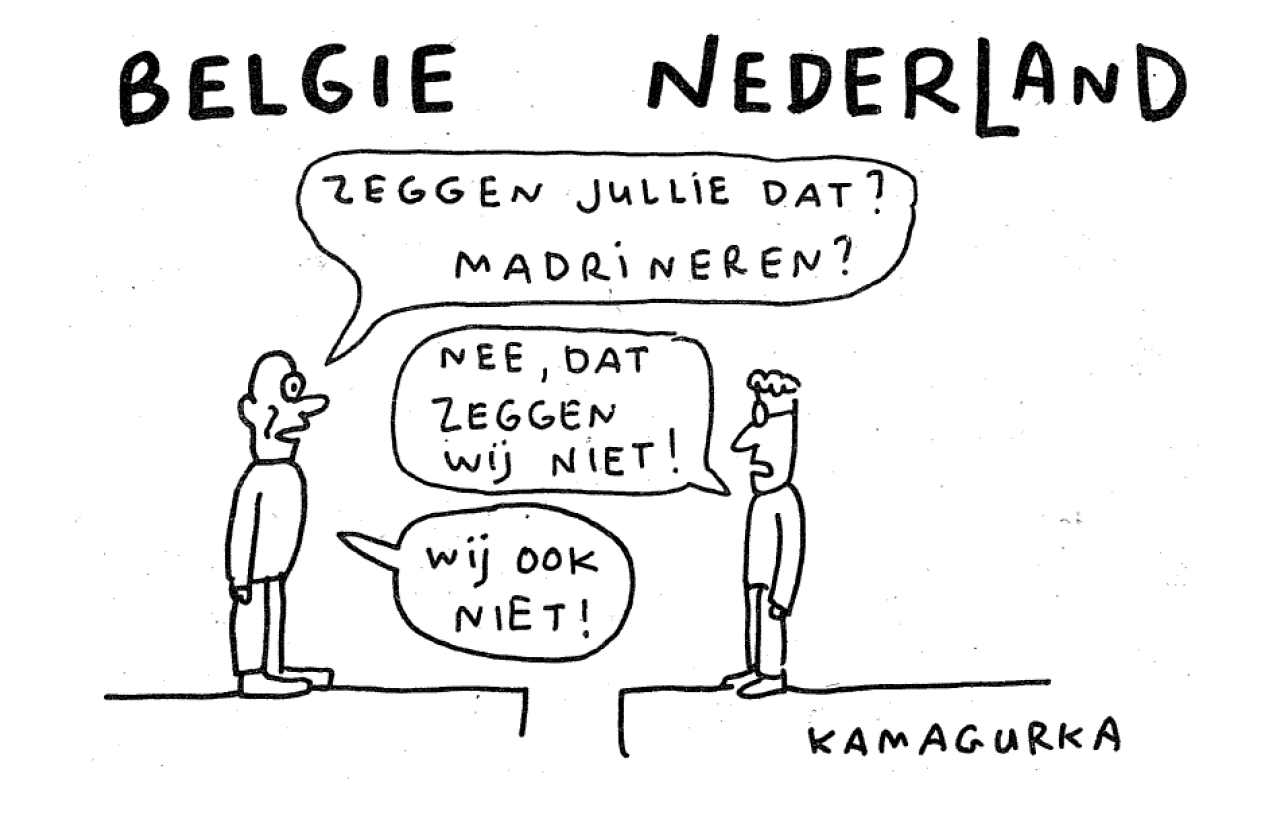 BELGIE NEDERLAND
ZEGGEN JULLIE DAT?
MADRINEREN?
NEE, DAT
ZEGGEN
WIJ NIET!
WIJ OOK
NIET!
KAMAGURKA